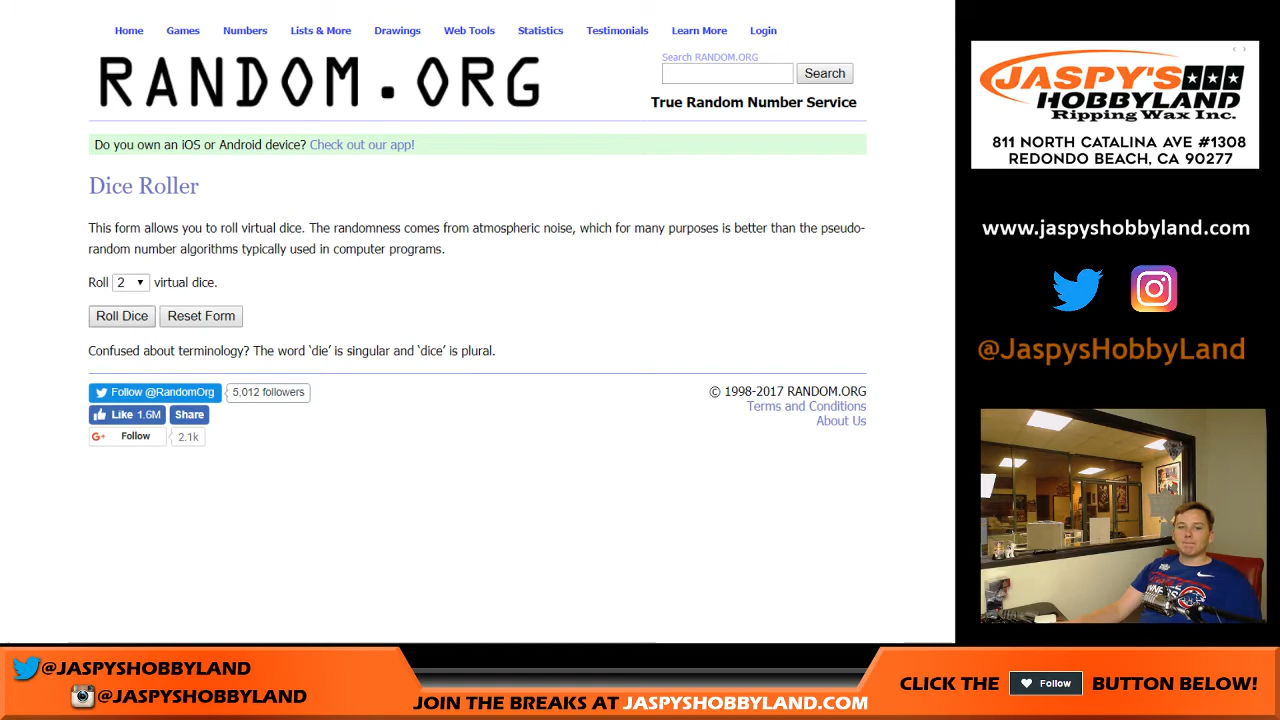 Home Games Numbers Lists & More Drawings Web Tools Statistics Testimonials Learn More Login
RANDOM.ORG
Search RANDOM.ORG
Search
True Random Number Service
Do you own an iOS or Android device? Check out our app!
Dice Roller
This form allows you to roll virtual dice. The randomness comes from atmospheric noise, which for many purposes is better than the pseudo-
random number algorithms typically used in computer programs.
Roll 2 virtual dice.
Roll Dice Reset Form
Confused about terminology? The word ‘die’ is singular and ‘dice’ is plural.
Follow @RandomOrg 5,012 followers
Like 1.6M Share
G+ Follow 2.1k
© 1998-2017 RANDOM.ORG
Terms and Conditions
About Us
JASPY'S
HOBBYLAND
Ripping Wax Inc.
811 NORTH CATALINA AVE #1308
REDONDO BEACH, CA 90277
www.jaspyshobbyland.com
@JaspysHobbyLand
@JASPYSHOBBYLAND
@JASPYSHOBBYLAND
JOIN THE BREAKS AT JASPYSHOBBYLAND.COM
CLICK THE Follow BUTTON BELOW!